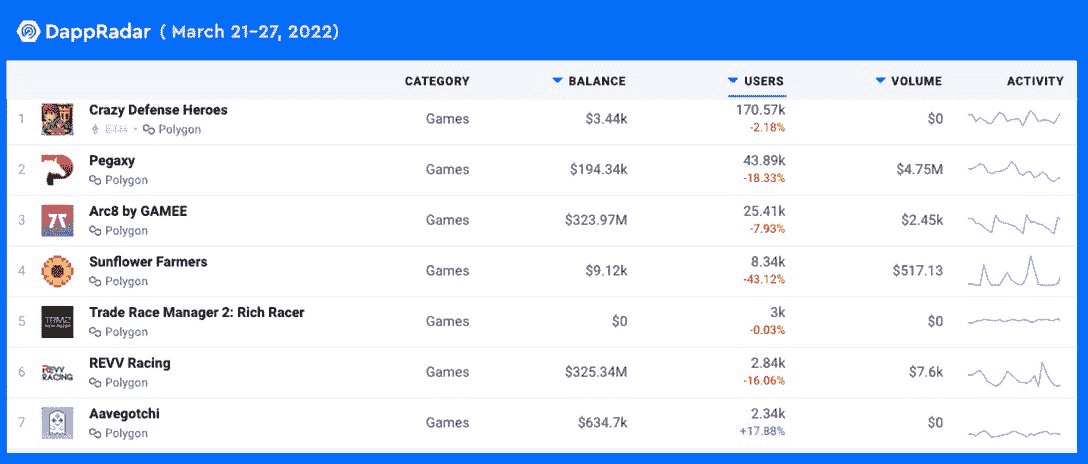 DappRadar ( March 21-27, 2022)
CATEGORY BALANCE USERS VOLUME ACTIVITY
1 Crazy Defense Heroes Games $3.44k 170.57k $0
-2.18%
ETH • Polygon
2 Pegaxy Games $194.34k 43.89k $4.75M
-18.33%
Polygon
3 Arc8 by GAMEE Games $323.97M 25.41k $2.45k
-7.93%
Polygon
4 Sunflower Farmers Games $9.12k 8.34k $517.13
-43.12%
Polygon
5 Trade Race Manager 2: Rich Racer Games $0 3k $0
-0.03%
Polygon
6 REVV RACING REVV Racing Games $325.34M 2.84k $7.6k
-16.06%
Polygon
7 Aavegotchi Games $634.7k 2.34k $0
+17.88%
Polygon